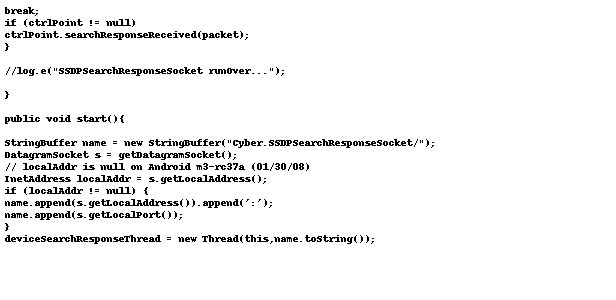 break;
if (ctrlPoint != null)
ctrlPoint.searchResponseReceived(packet);
}
//log.e("SSDPSearchResponseSocket runOver...");
}
public void start(){
StringBuffer name = new StringBuffer("Cyber.SSDPSearchResponseSocket/");
DatagramSocket s = getDatagramSocket();
// localAddr is null on Android m3-rc37a (01/30/08)
InetAddress localAddr = s.getLocalAddress();
if (localAddr != null) {
name.append(s.getLocalAddress()).append(':');
name.append(s.getLocalPort());
}
deviceSearchResponseThread = new Thread(this,name.toString());